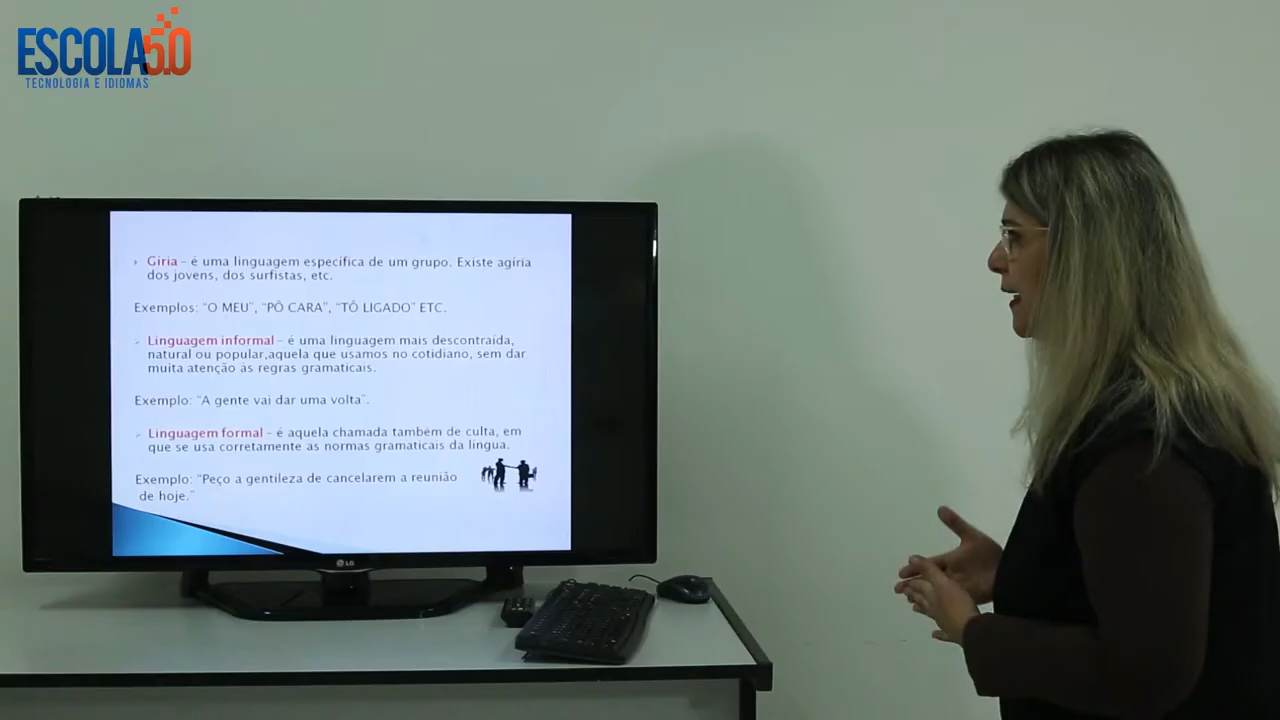 ESCOLA5.0
TECNOLOGIA E IDIOMAS
Gíria – é uma linguagem específica de um grupo. Existe agíria
dos jovens, dos surfistas, etc.
Exemplos: “O MEU”, “PÔ CARA”, “TÔ LIGADO” ETC.
Linguagem informal – é uma linguagem mais descontraída,
natural ou popular,aquela que usamos no cotidiano, sem dar
muita atenção às regras gramaticais.
Exemplo: “A gente vai dar uma volta”.
Linguagem formal – é aquela chamada também de culta, em
que se usa corretamente as normas gramaticais da língua.
Exemplo: “Peço a gentileza de cancelarem a reunião
de hoje.”
LG